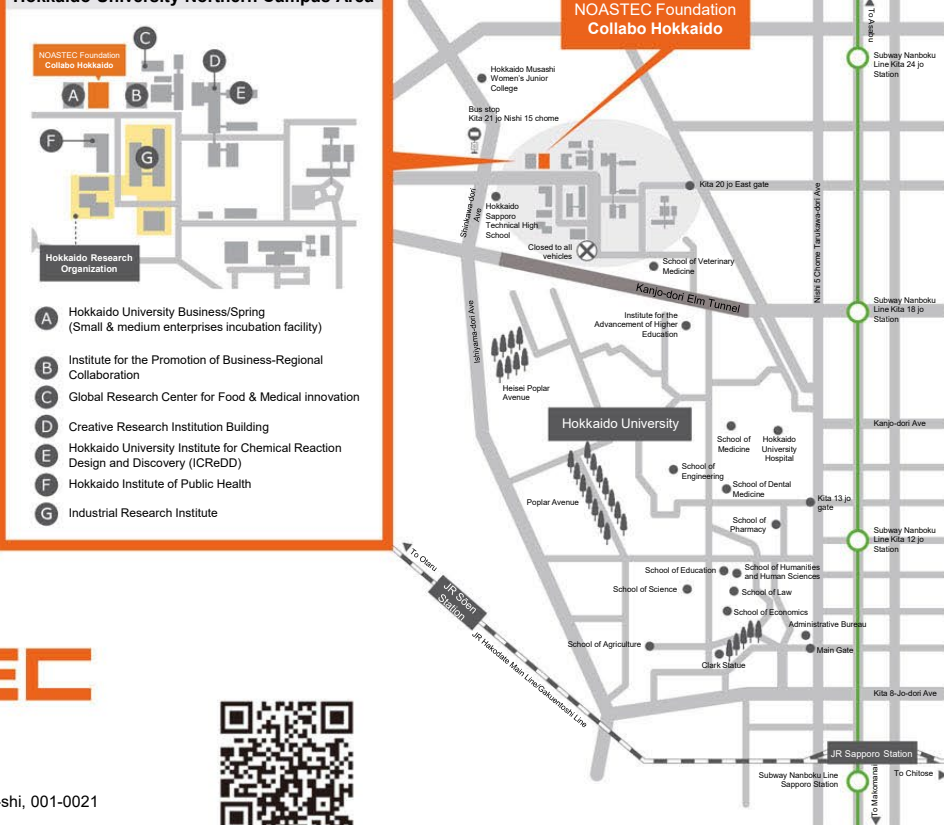 Hokkaido University Northern Campus Area
NOASTEC Foundation
Collabo Hokkaido
A
B
C
D
E
F
G
Hokkaido Research
Organization
A
Hokkaido University Business/Spring
(Small & medium enterprises incubation facility)
B
Institute for the Promotion of Business-Regional
Collaboration
C
Global Research Center for Food & Medical innovation
D
Creative Research Institution Building
E
Hokkaido University Institute for Chemical Reaction
Design and Discovery (ICReDD)
F
Hokkaido Institute of Public Health
G
Industrial Research Institute
NOASTEC Foundation
Collabo Hokkaido
To Asabu
Subway Nanboku
Line Kita 24 jo
Station
Hokkaido Musashi
Women's Junior
College
Bus stop
Kita 21 jo Nishi 15 chome
Kita 20 jo East gate
Shinkawa-dori
Ave
Hokkaido
Sapporo
Technical High
School
Closed to all
vehicles
School of Veterinary
Medicine
Nishi 5 Chome Tarukawa-dori Ave
Kanjo-dori Elm Tunnel
Subway Nanboku
Line Kita 18 jo
Station
Institute for the
Advancement of Higher
Education
Ishiyama-dori Ave
Heisei Poplar
Avenue
Hokkaido University
Kanjo-dori Ave
School of
Medicine
Hokkaido
University
Hospital
School of
Engineering
School of Dental
Medicine
Poplar Avenue
Kita 13 jo
gate
School of
Pharmacy
Subway Nanboku
Line Kita 12 jo
Station
To Otaru
JR Sōen
Station
School of Education
School of Humanities
and Human Sciences
School of Science
School of Law
School of Economics
Administrative Bureau
School of Agriculture
Main Gate
Clark Statue
JR Hakodate Main Line/Gakuentoshi Line
Kita 8-Jo-dori Ave
JR Sapporo Station
To Chitose
Subway Nanboku Line
Sapporo Station
To Makomanai
EC
shi, 001-0021